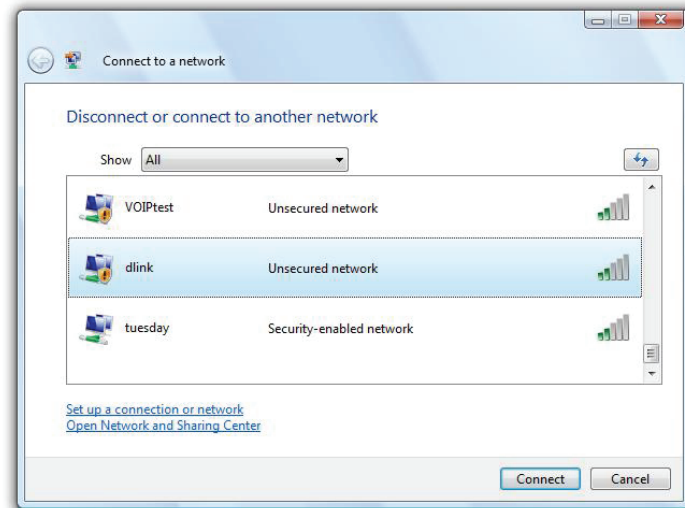 Connect to a network
Disconnect or connect to another network
Show All
VOIPtest Unsecured network
dlink Unsecured network
tuesday Security-enabled network
Set up a connection or network
Open Network and Sharing Center
Connect Cancel